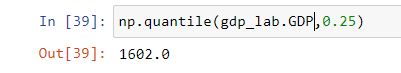 In [39]: np.quantile(gdp_lab.GDP,0.25)
Out[39]: 1602.0